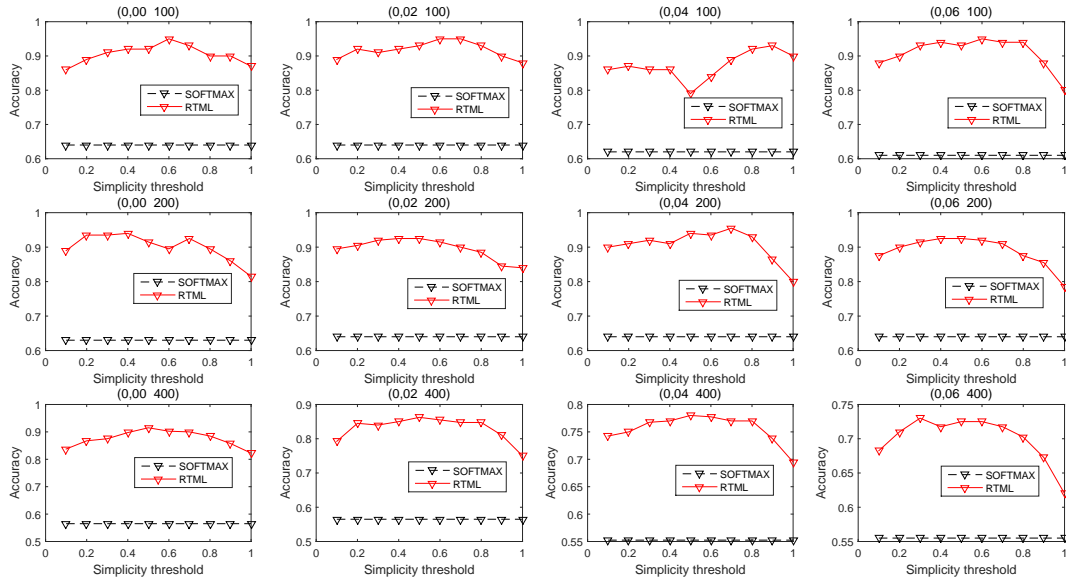 (0,00 100)
Accuracy
1
0.9
0.8
0.7
0.6
SOFTMAX
RTML
0 0.2 0.4 0.6 0.8 1
Simplicity threshold
(0,02 100)
Accuracy
1
0.9
0.8
0.7
0.6
SOFTMAX
RTML
0 0.2 0.4 0.6 0.8 1
Simplicity threshold
(0,04 100)
Accuracy
1
0.9
0.8
0.7
0.6
SOFTMAX
RTML
0 0.2 0.4 0.6 0.8 1
Simplicity threshold
(0,06 100)
Accuracy
1
0.9
0.8
0.7
0.6
SOFTMAX
RTML
0 0.2 0.4 0.6 0.8 1
Simplicity threshold
(0,00 200)
Accuracy
1
0.9
0.8
0.7
0.6
SOFTMAX
RTML
0 0.2 0.4 0.6 0.8 1
Simplicity threshold
(0,02 200)
Accuracy
1
0.9
0.8
0.7
0.6
SOFTMAX
RTML
0 0.2 0.4 0.6 0.8 1
Simplicity threshold
(0,04 200)
Accuracy
1
0.9
0.8
0.7
0.6
SOFTMAX
RTML
0 0.2 0.4 0.6 0.8 1
Simplicity threshold
(0,06 200)
Accuracy
1
0.9
0.8
0.7
0.6
SOFTMAX
RTML
0 0.2 0.4 0.6 0.8 1
Simplicity threshold
(0,00 400)
Accuracy
1
0.9
0.8
0.7
0.6
0.5
SOFTMAX
RTML
0 0.2 0.4 0.6 0.8 1
Simplicity threshold
(0,02 400)
Accuracy
0.9
0.8
0.7
0.6
0.5
SOFTMAX
RTML
0 0.2 0.4 0.6 0.8 1
Simplicity threshold
(0,04 400)
Accuracy
0.8
0.75
0.7
0.65
0.6
0.55
SOFTMAX
RTML
0 0.2 0.4 0.6 0.8 1
Simplicity threshold
(0,06 400)
Accuracy
0.75
0.7
0.65
0.6
0.55
SOFTMAX
RTML
0 0.2 0.4 0.6 0.8 1
Simplicity threshold